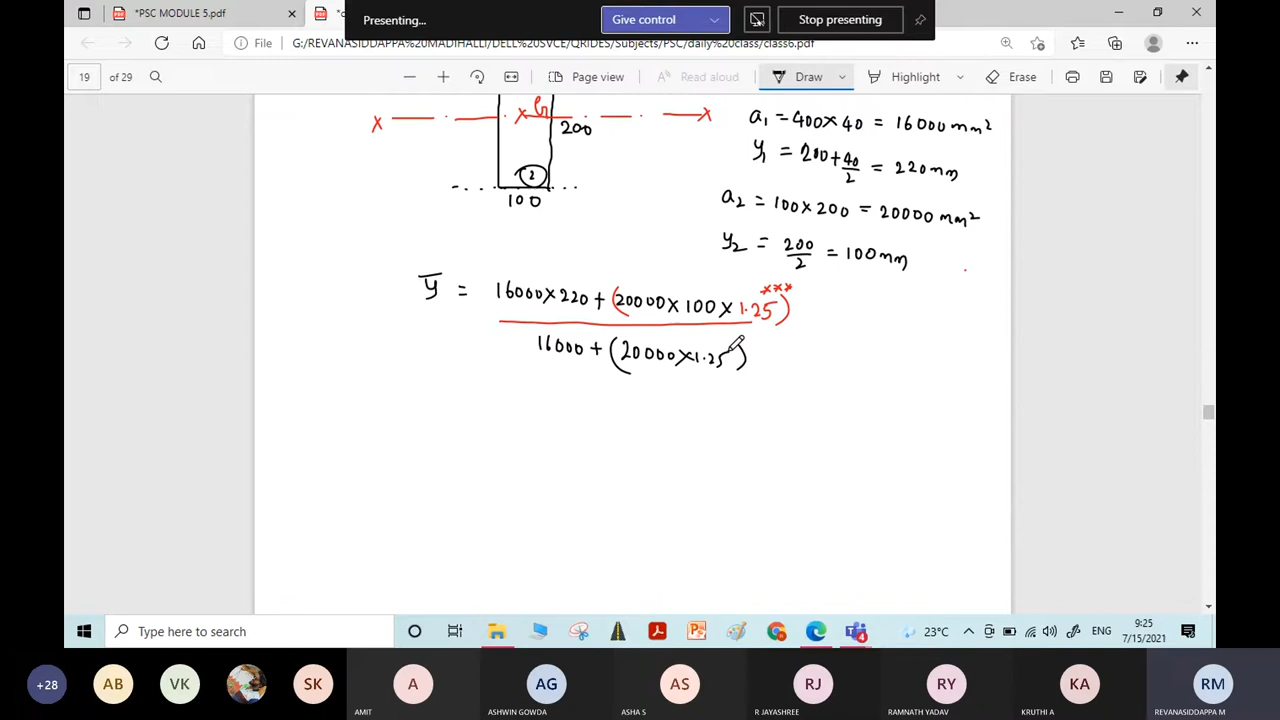 *PSC MODULE 5.pdf
Presenting...
Give control
Stop presenting
File
G:/REVANASIDDAPPA%20MADIHALLI/DELL%20SVCE/QRIDES/Subjects/PSC/daily%20class/class6.pdf
19 of 29
Page view
Read aloud
Draw
Highlight
Erase
x x G x
200
2
100
a1 = 400×40 = 16000 mm²
y1 = 200+40/2 = 220mm
a2 = 100×200 = 20000 mm²
y2 = 200/2 = 100mm
ȳ = 16000×220 + (20000×100×1.25***)
16000 + (20000×1.25)
Type here to search
23°C
ENG
9:25
7/15/2021
4
+28
AB
VK
SK
A
AMIT
AG
ASHWIN GOWDA
AS
ASHA S
RJ
R JAYASHREE
RY
RAMNATH YADAV
KA
KRUTHI A
RM
REVANASIDDAPPA M